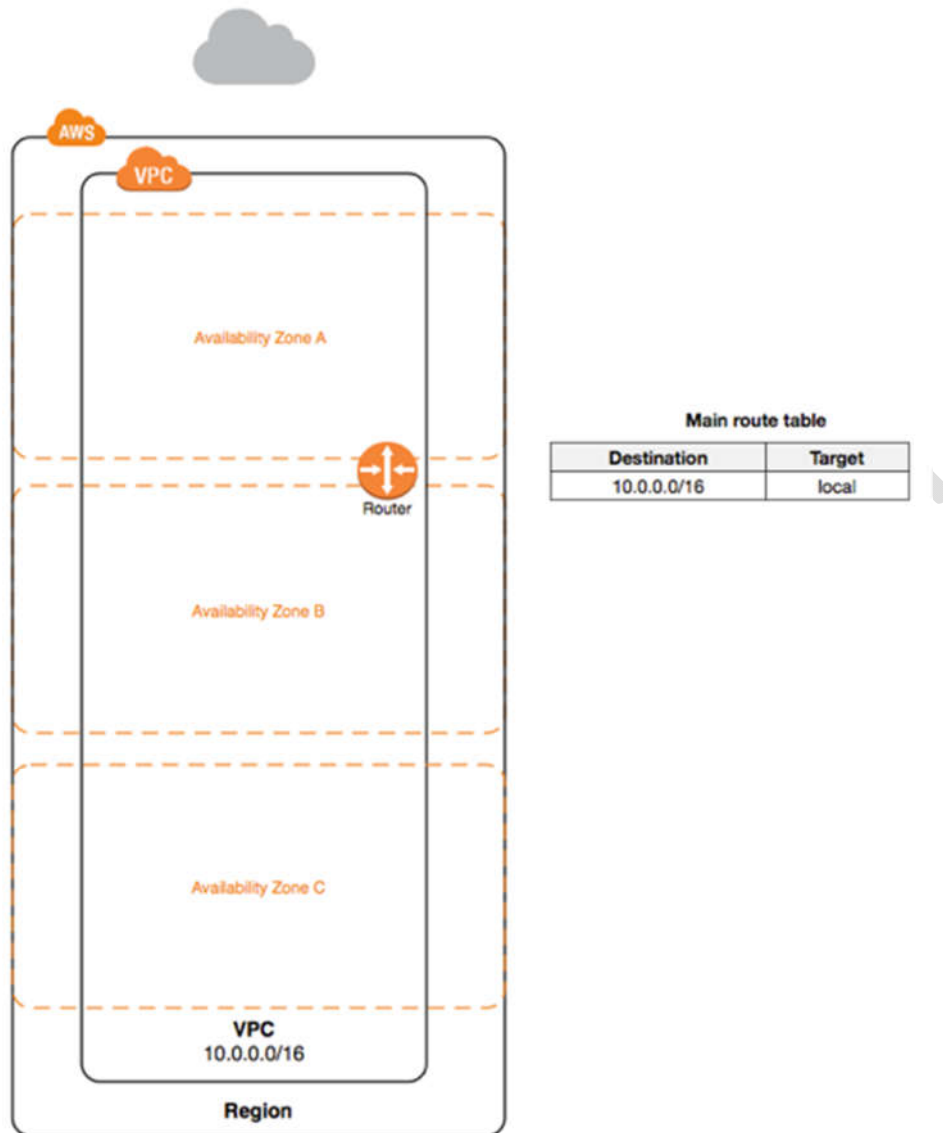 AWS
VPC
Availability Zone A
Router
Availability Zone B
Availability Zone C
VPC
10.0.0.0/16
Region
Main route table
Destination Target
10.0.0.0/16 local